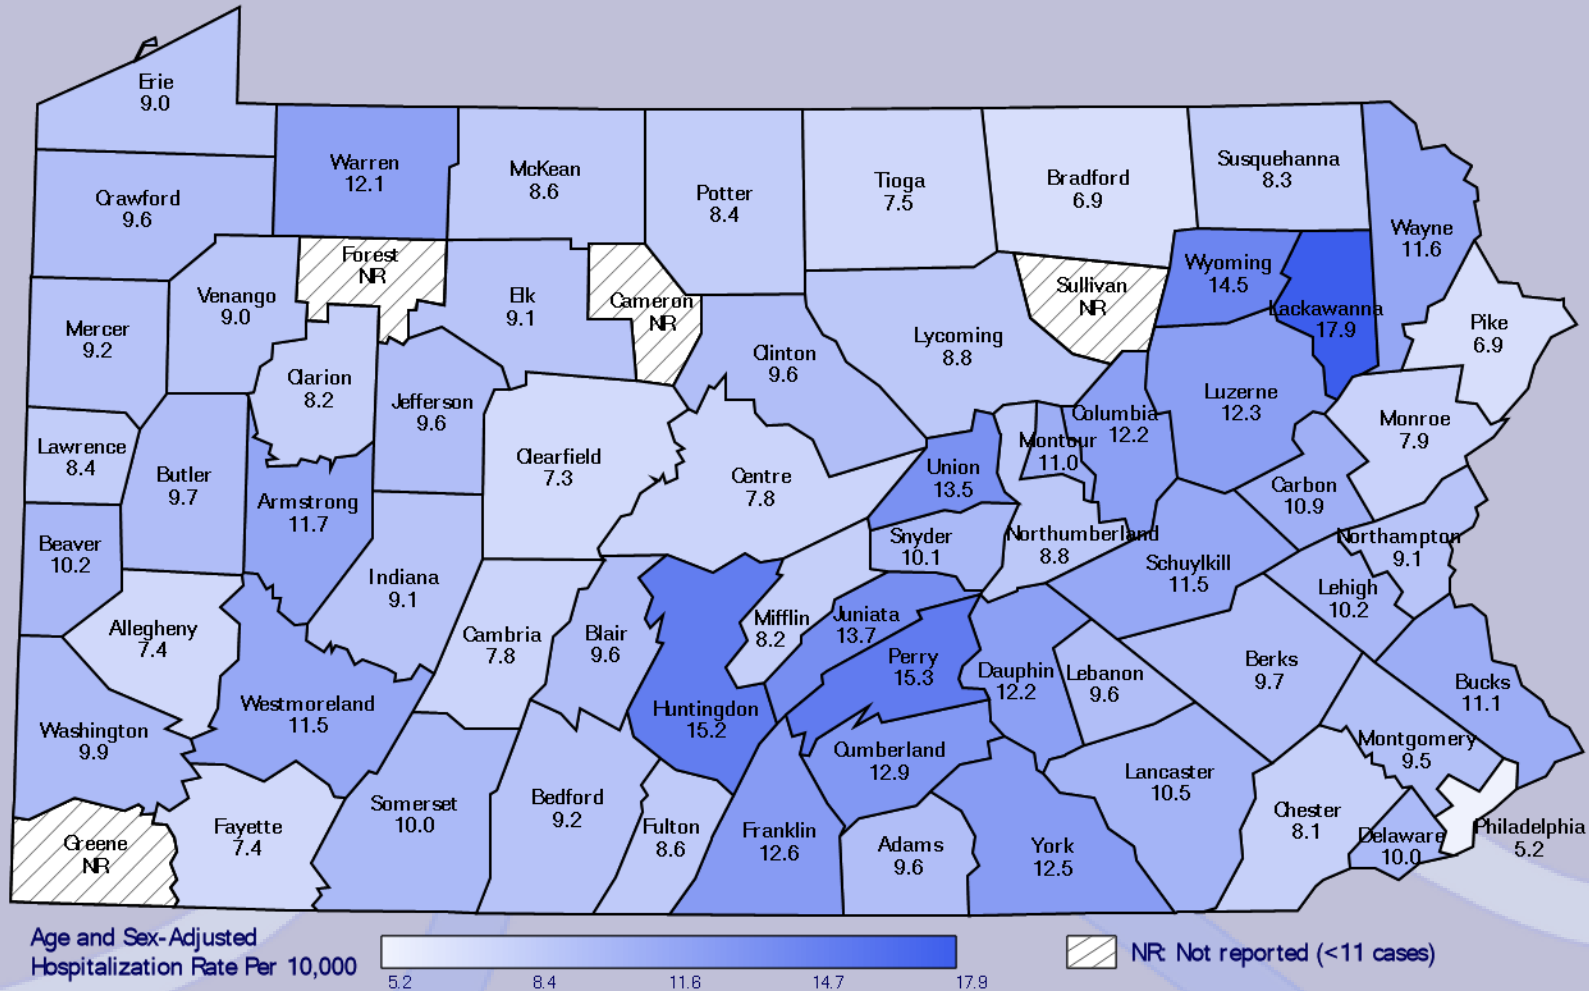 Erie
9.0
Warren
12.1
McKean
8.6
Potter
8.4
Tioga
7.5
Bradford
6.9
Susquehanna
8.3
Wayne
11.6
Crawford
9.6
Forest
NR
Venango
9.0
Elk
9.1
Cameron
NR
Sullivan
NR
Wyoming
14.5
Lackawanna
17.9
Pike
6.9
Mercer
9.2
Clarion
8.2
Jefferson
9.6
Clinton
9.6
Lycoming
8.8
Columbia
12.2
Luzerne
12.3
Monroe
7.9
Lawrence
8.4
Butler
9.7
Armstrong
11.7
Clearfield
7.3
Centre
7.8
Union
13.5
Montour
11.0
Carbon
10.9
Beaver
10.2
Indiana
9.1
Snyder
10.1
Northumberland
8.8
Schuylkill
11.5
Northampton
9.1
Lehigh
10.2
Allegheny
7.4
Cambria
7.8
Blair
9.6
Mifflin
8.2
Juniata
13.7
Perry
15.3
Dauphin
12.2
Lebanon
9.6
Berks
9.7
Bucks
11.1
Washington
9.9
Westmoreland
11.5
Huntingdon
15.2
Cumberland
12.9
Lancaster
10.5
Montgomery
9.5
Greene
NR
Fayette
7.4
Somerset
10.0
Bedford
9.2
Fulton
8.6
Franklin
12.6
Adams
9.6
York
12.5
Chester
8.1
Delaware
10.0
Philadelphia
5.2
Age and Sex-Adjusted
Hospitalization Rate Per 10,000
5.2 8.4 11.6 14.7 17.9
NR: Not reported (<11 cases)